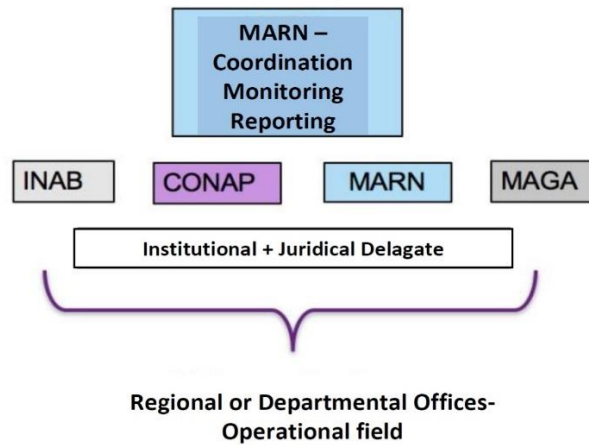 MARN –
Coordination
Monitoring
Reporting
INAB CONAP MARN MAGA
Institutional + Juridical Delagate
Regional or Departmental Offices-
Operational field